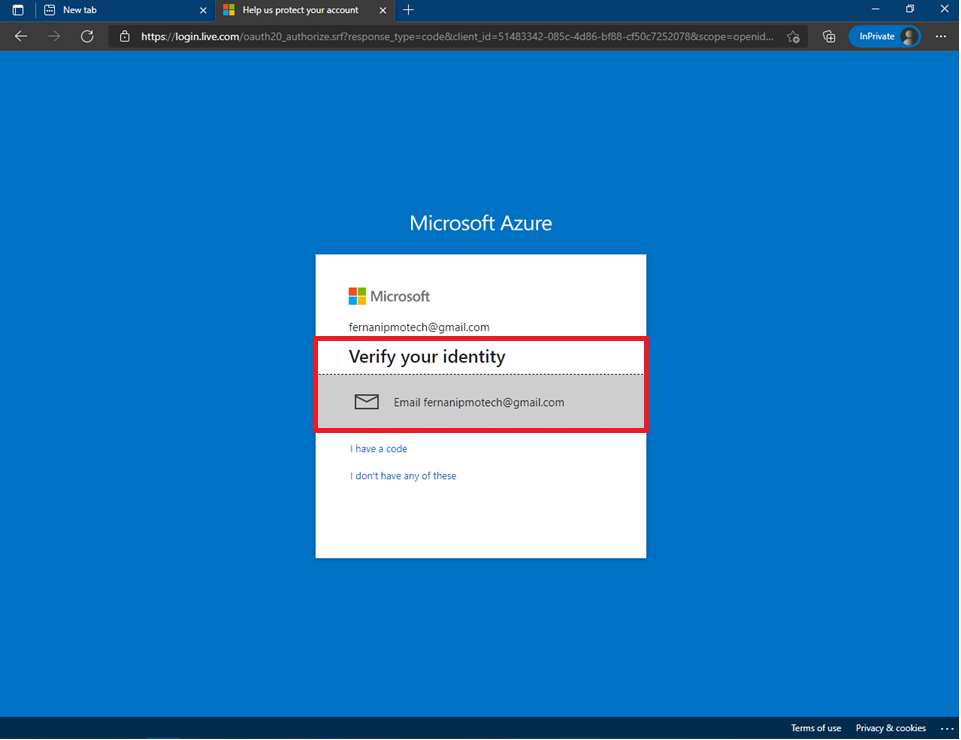 New tab
Help us protect your account
https://login.live.com/oauth20_authorize.srf?response_type=code&client_id=51483342-085c-4d86-bf88-cf50c7252078&scope=openid...
InPrivate
Microsoft Azure
Microsoft
fernanipmotech@gmail.com
Verify your identity
Email fernanipmotech@gmail.com
I have a code
I don't have any of these
Terms of use Privacy & cookies ...